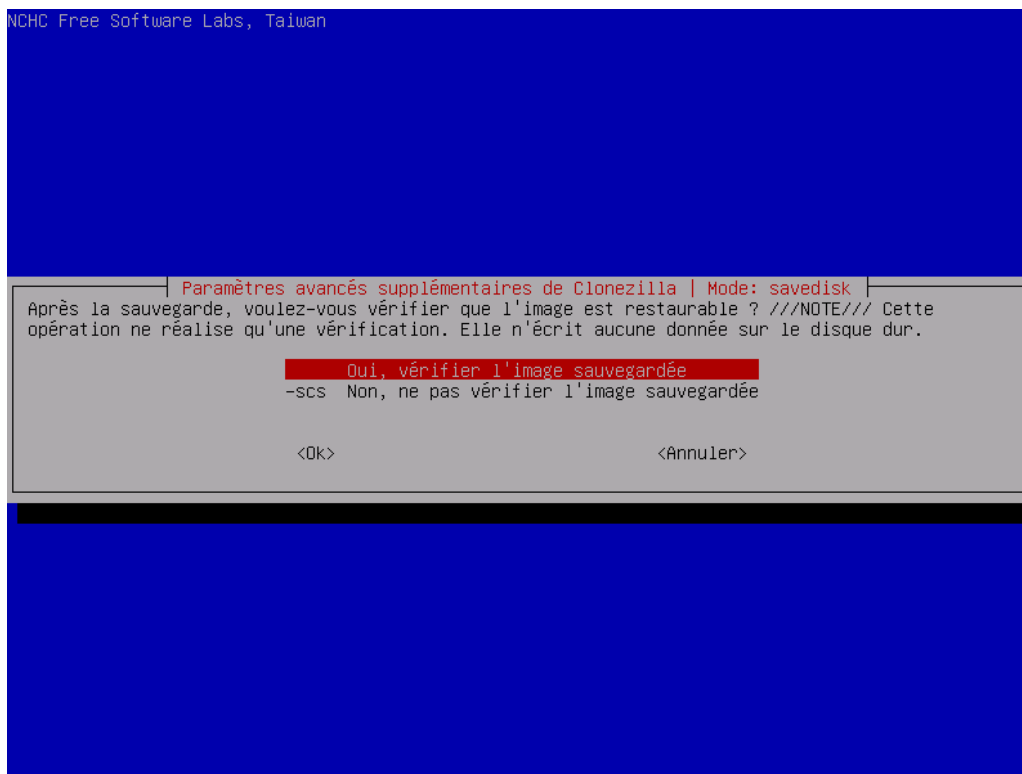 NCHC Free Software Labs, Taiwan
Paramètres avancés supplémentaires de Clonezilla | Mode: savedisk
Après la sauvegarde, voulez-vous vérifier que l'image est restaurable ? ///NOTE/// Cette
opération ne réalise qu'une vérification. Elle n'écrit aucune donnée sur le disque dur.
Oui, vérifier l'image sauvegardée
-scs Non, ne pas vérifier l'image sauvegardée
<Ok> <Annuler>